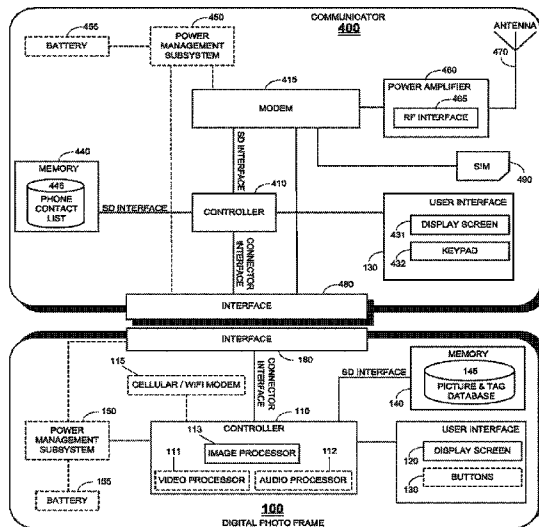 COMMUNICATOR
400
455
BATTERY
450
POWER
MANAGEMENT
SUBSYSTEM
ANTENNA
470
415
MODEM
460
POWER AMPLIFIER
465
RF INTERFACE
SIM
490
440
MEMORY
445
PHONE
CONTACT
LIST
SD INTERFACE
SD INTERFACE
410
CONTROLLER
CONNECTOR
INTERFACE
USER INTERFACE
431
DISPLAY SCREEN
432
KEYPAD
130
480
INTERFACE
INTERFACE
180
115
CELLULAR / WIFI MODEM
CONNECTOR
INTERFACE
SD INTERFACE
MEMORY
145
PICTURE & TAG
DATABASE
140
150
POWER
MANAGEMENT
SUBSYSTEM
155
BATTERY
110
CONTROLLER
113
IMAGE PROCESSOR
111
VIDEO PROCESSOR
112
AUDIO PROCESSOR
USER INTERFACE
120
DISPLAY SCREEN
130
BUTTONS
100
DIGITAL PHOTO FRAME